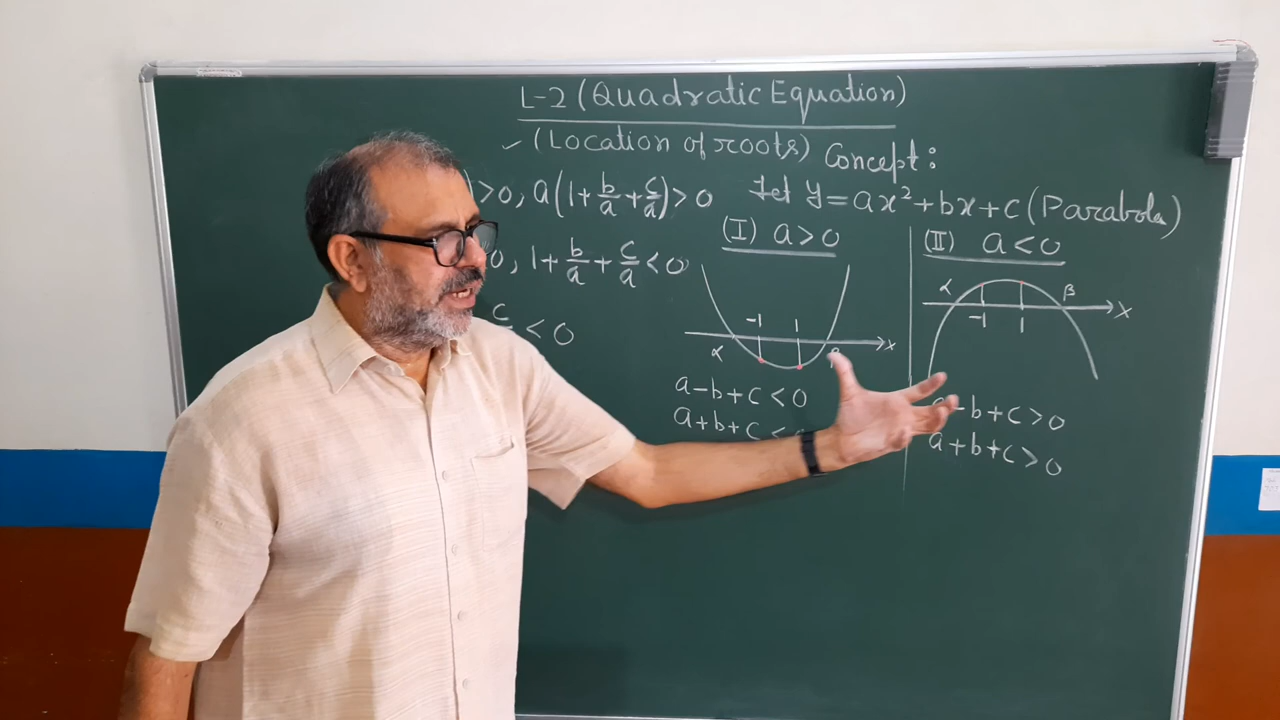 L-2 (Quadratic Equation)
(Location of roots) Concept:
Let y = ax² + bx + c (Parabola)
) > 0, a(1 + b/a + c/a) > 0
0, 1 + b/a + c/a < 0
c < 0
(I) a > 0
-1 1
α β x
a - b + c < 0
a + b + c <
(II) a < 0
α β
-1 1 x
a - b + c > 0
a + b + c > 0